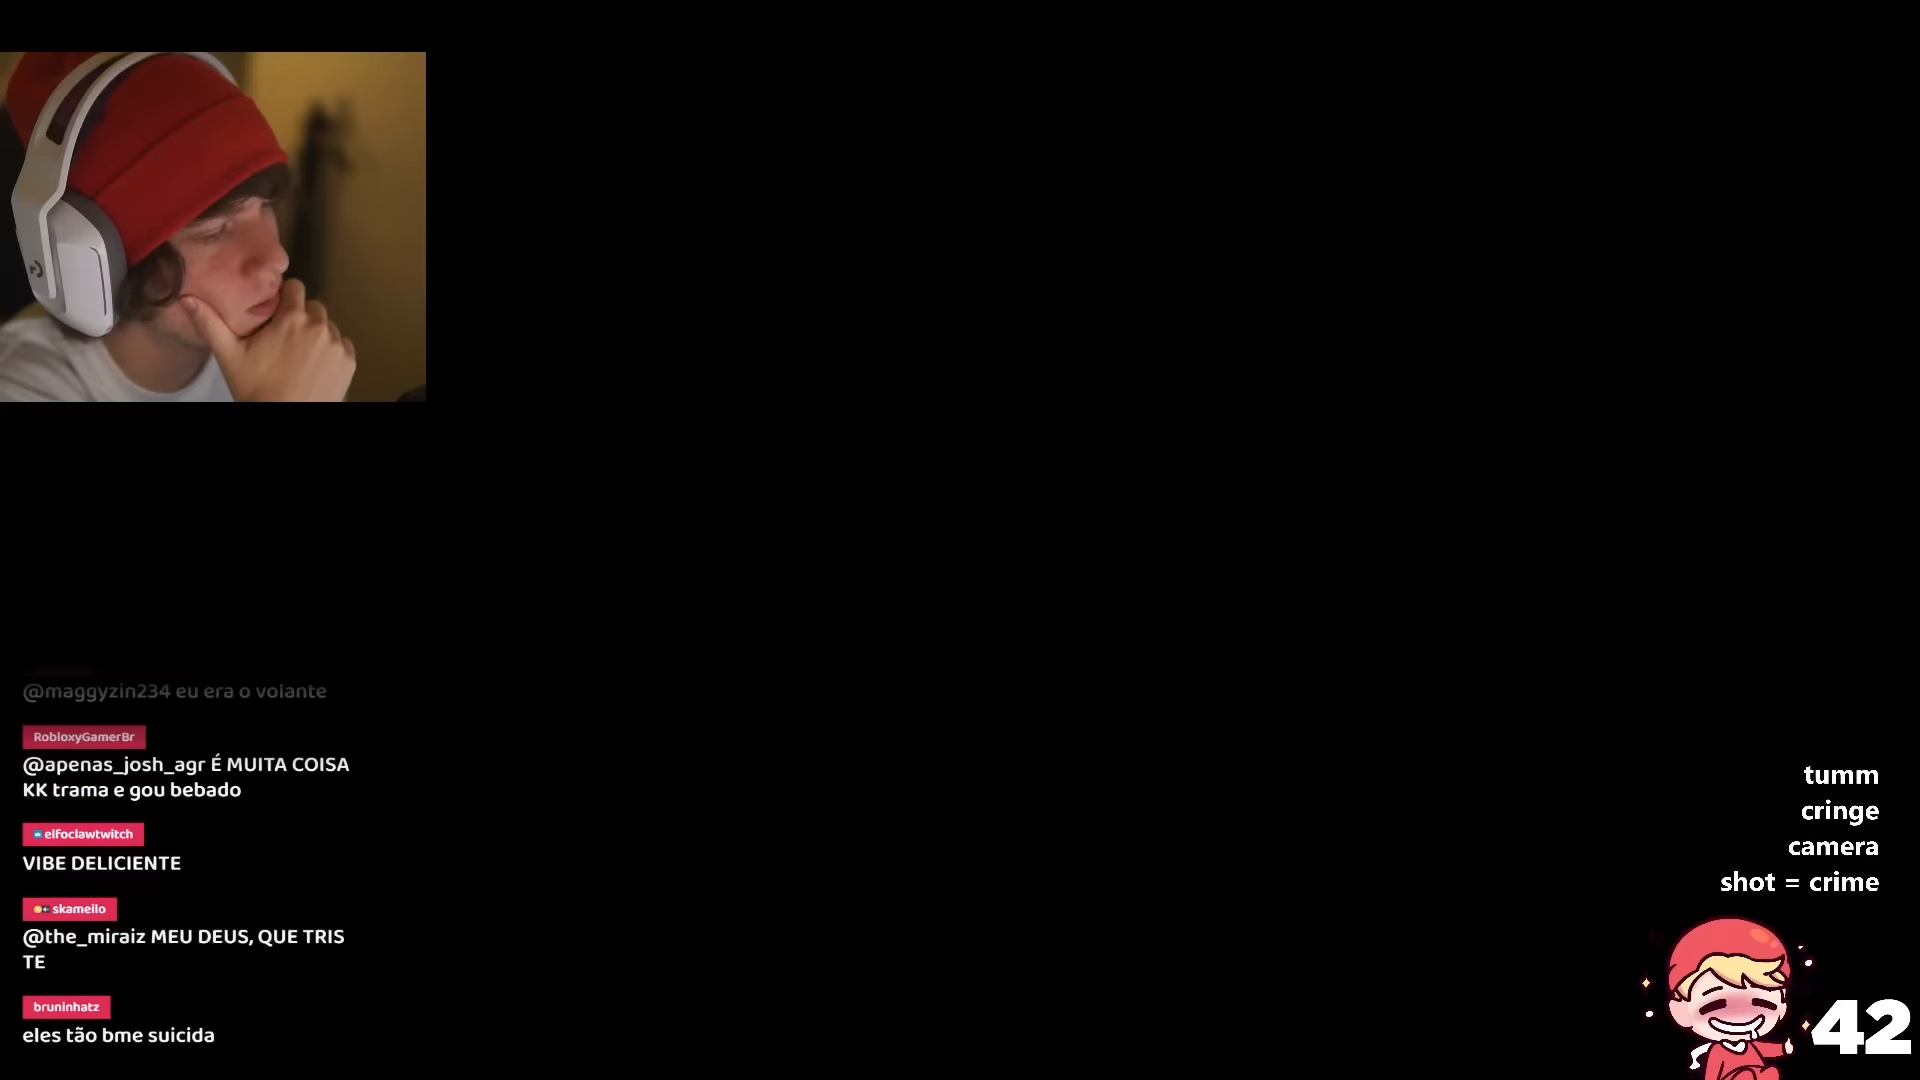 @maggyzin234 eu era o volante
RobloxyGamerBr
@apenas_josh_agr É MUITA COISA
KK trama e gou bebado
elfoclawtwitch
VIBE DELICIENTE
skameilo
@the_miraiz MEU DEUS, QUE TRIS
TE
bruninhatz
eles tão bme suicida
tumm
cringe
camera
shot = crime
42